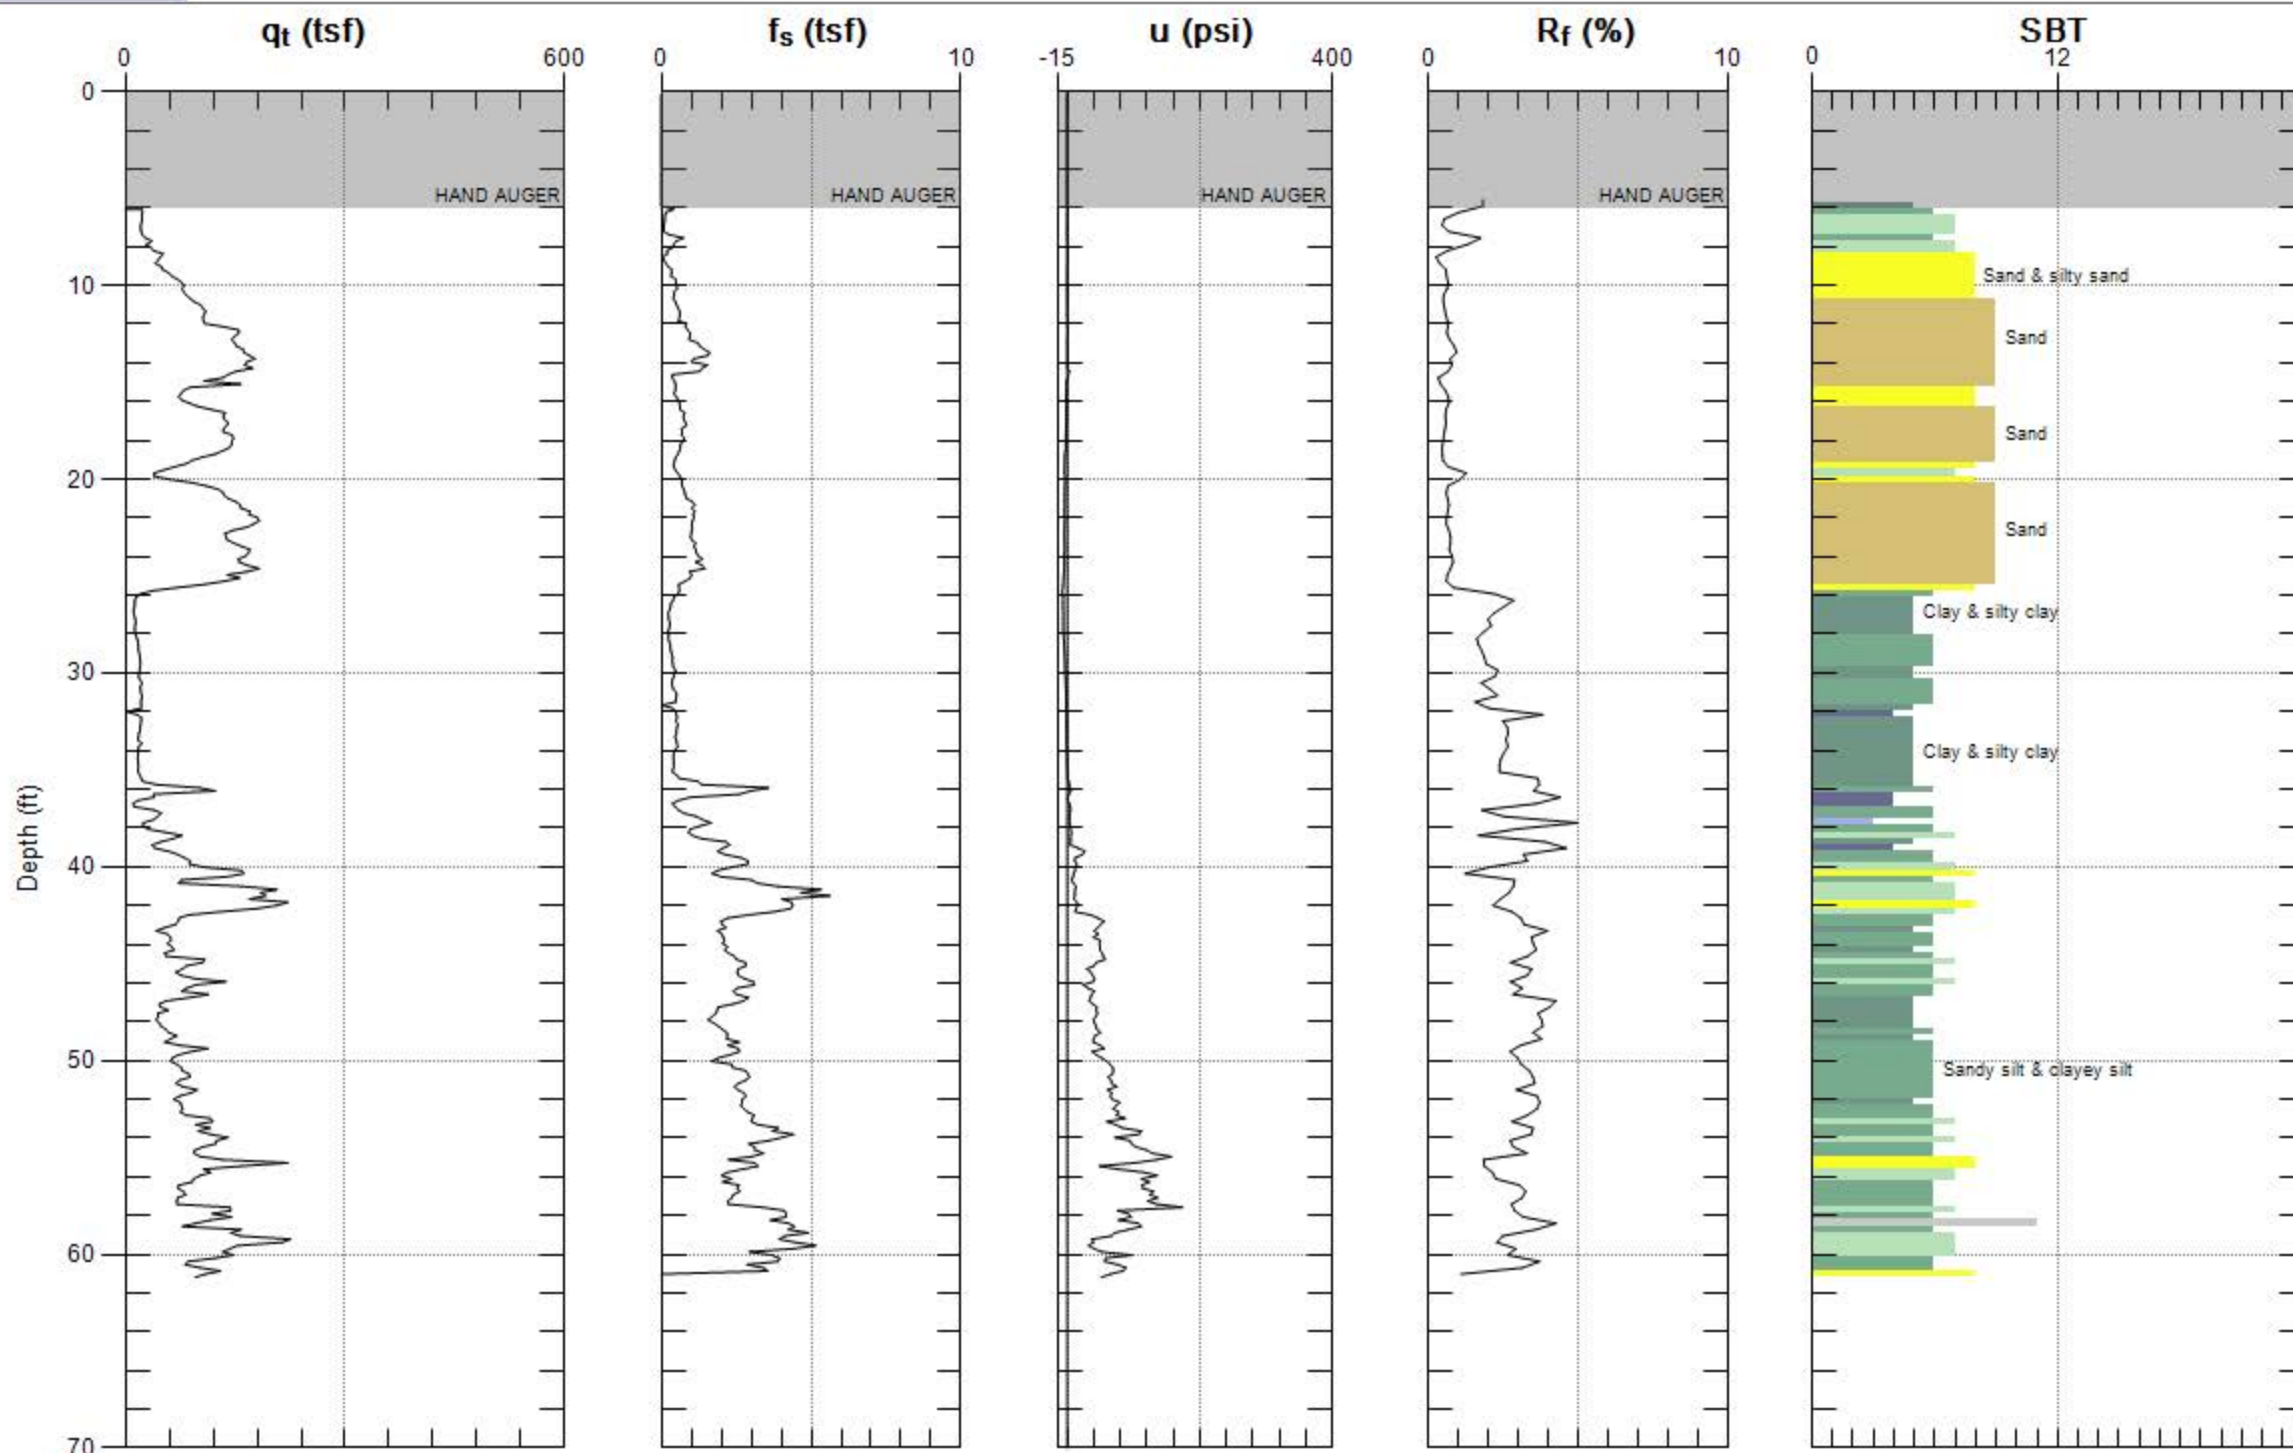 qt (tsf) fs (tsf) u (psi) Rf (%) SBT
0 600 0 10 -15 400 0 10 0 12
0
HAND AUGER HAND AUGER HAND AUGER HAND AUGER
10
Sand & silty sand
Sand
Sand
20
Sand
Clay & silty clay
30
Clay & silty clay
Depth (ft)
40
50
Sandy silt & clayey silt
60
70